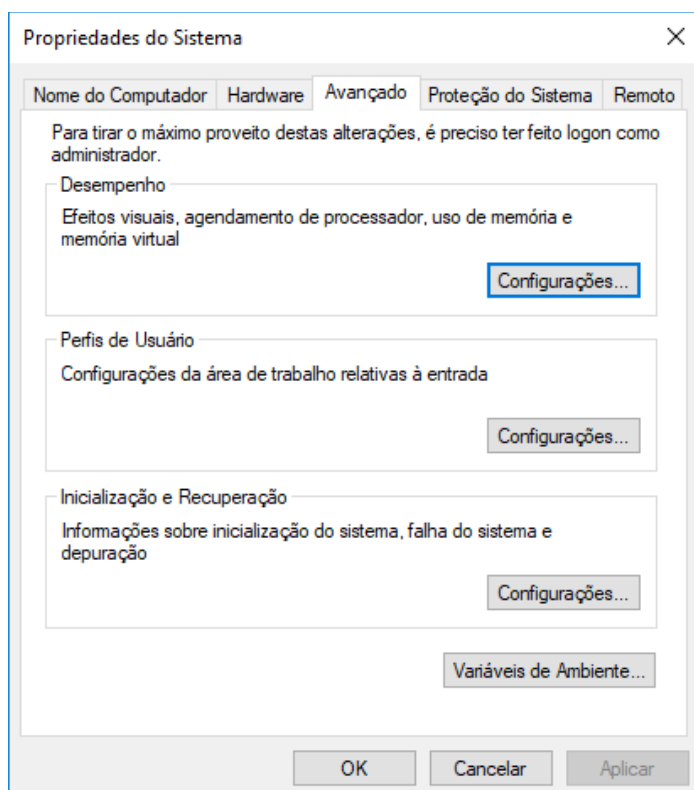 Propriedades do Sistema
Nome do Computador Hardware Avançado Proteção do Sistema Remoto
Para tirar o máximo proveito destas alterações, é preciso ter feito logon como
administrador.
Desempenho
Efeitos visuais, agendamento de processador, uso de memória e
memória virtual
Configurações...
Perfis de Usuário
Configurações da área de trabalho relativas à entrada
Configurações...
Inicialização e Recuperação
Informações sobre inicialização do sistema, falha do sistema e
depuração
Configurações...
Variáveis de Ambiente...
OK Cancelar Aplicar